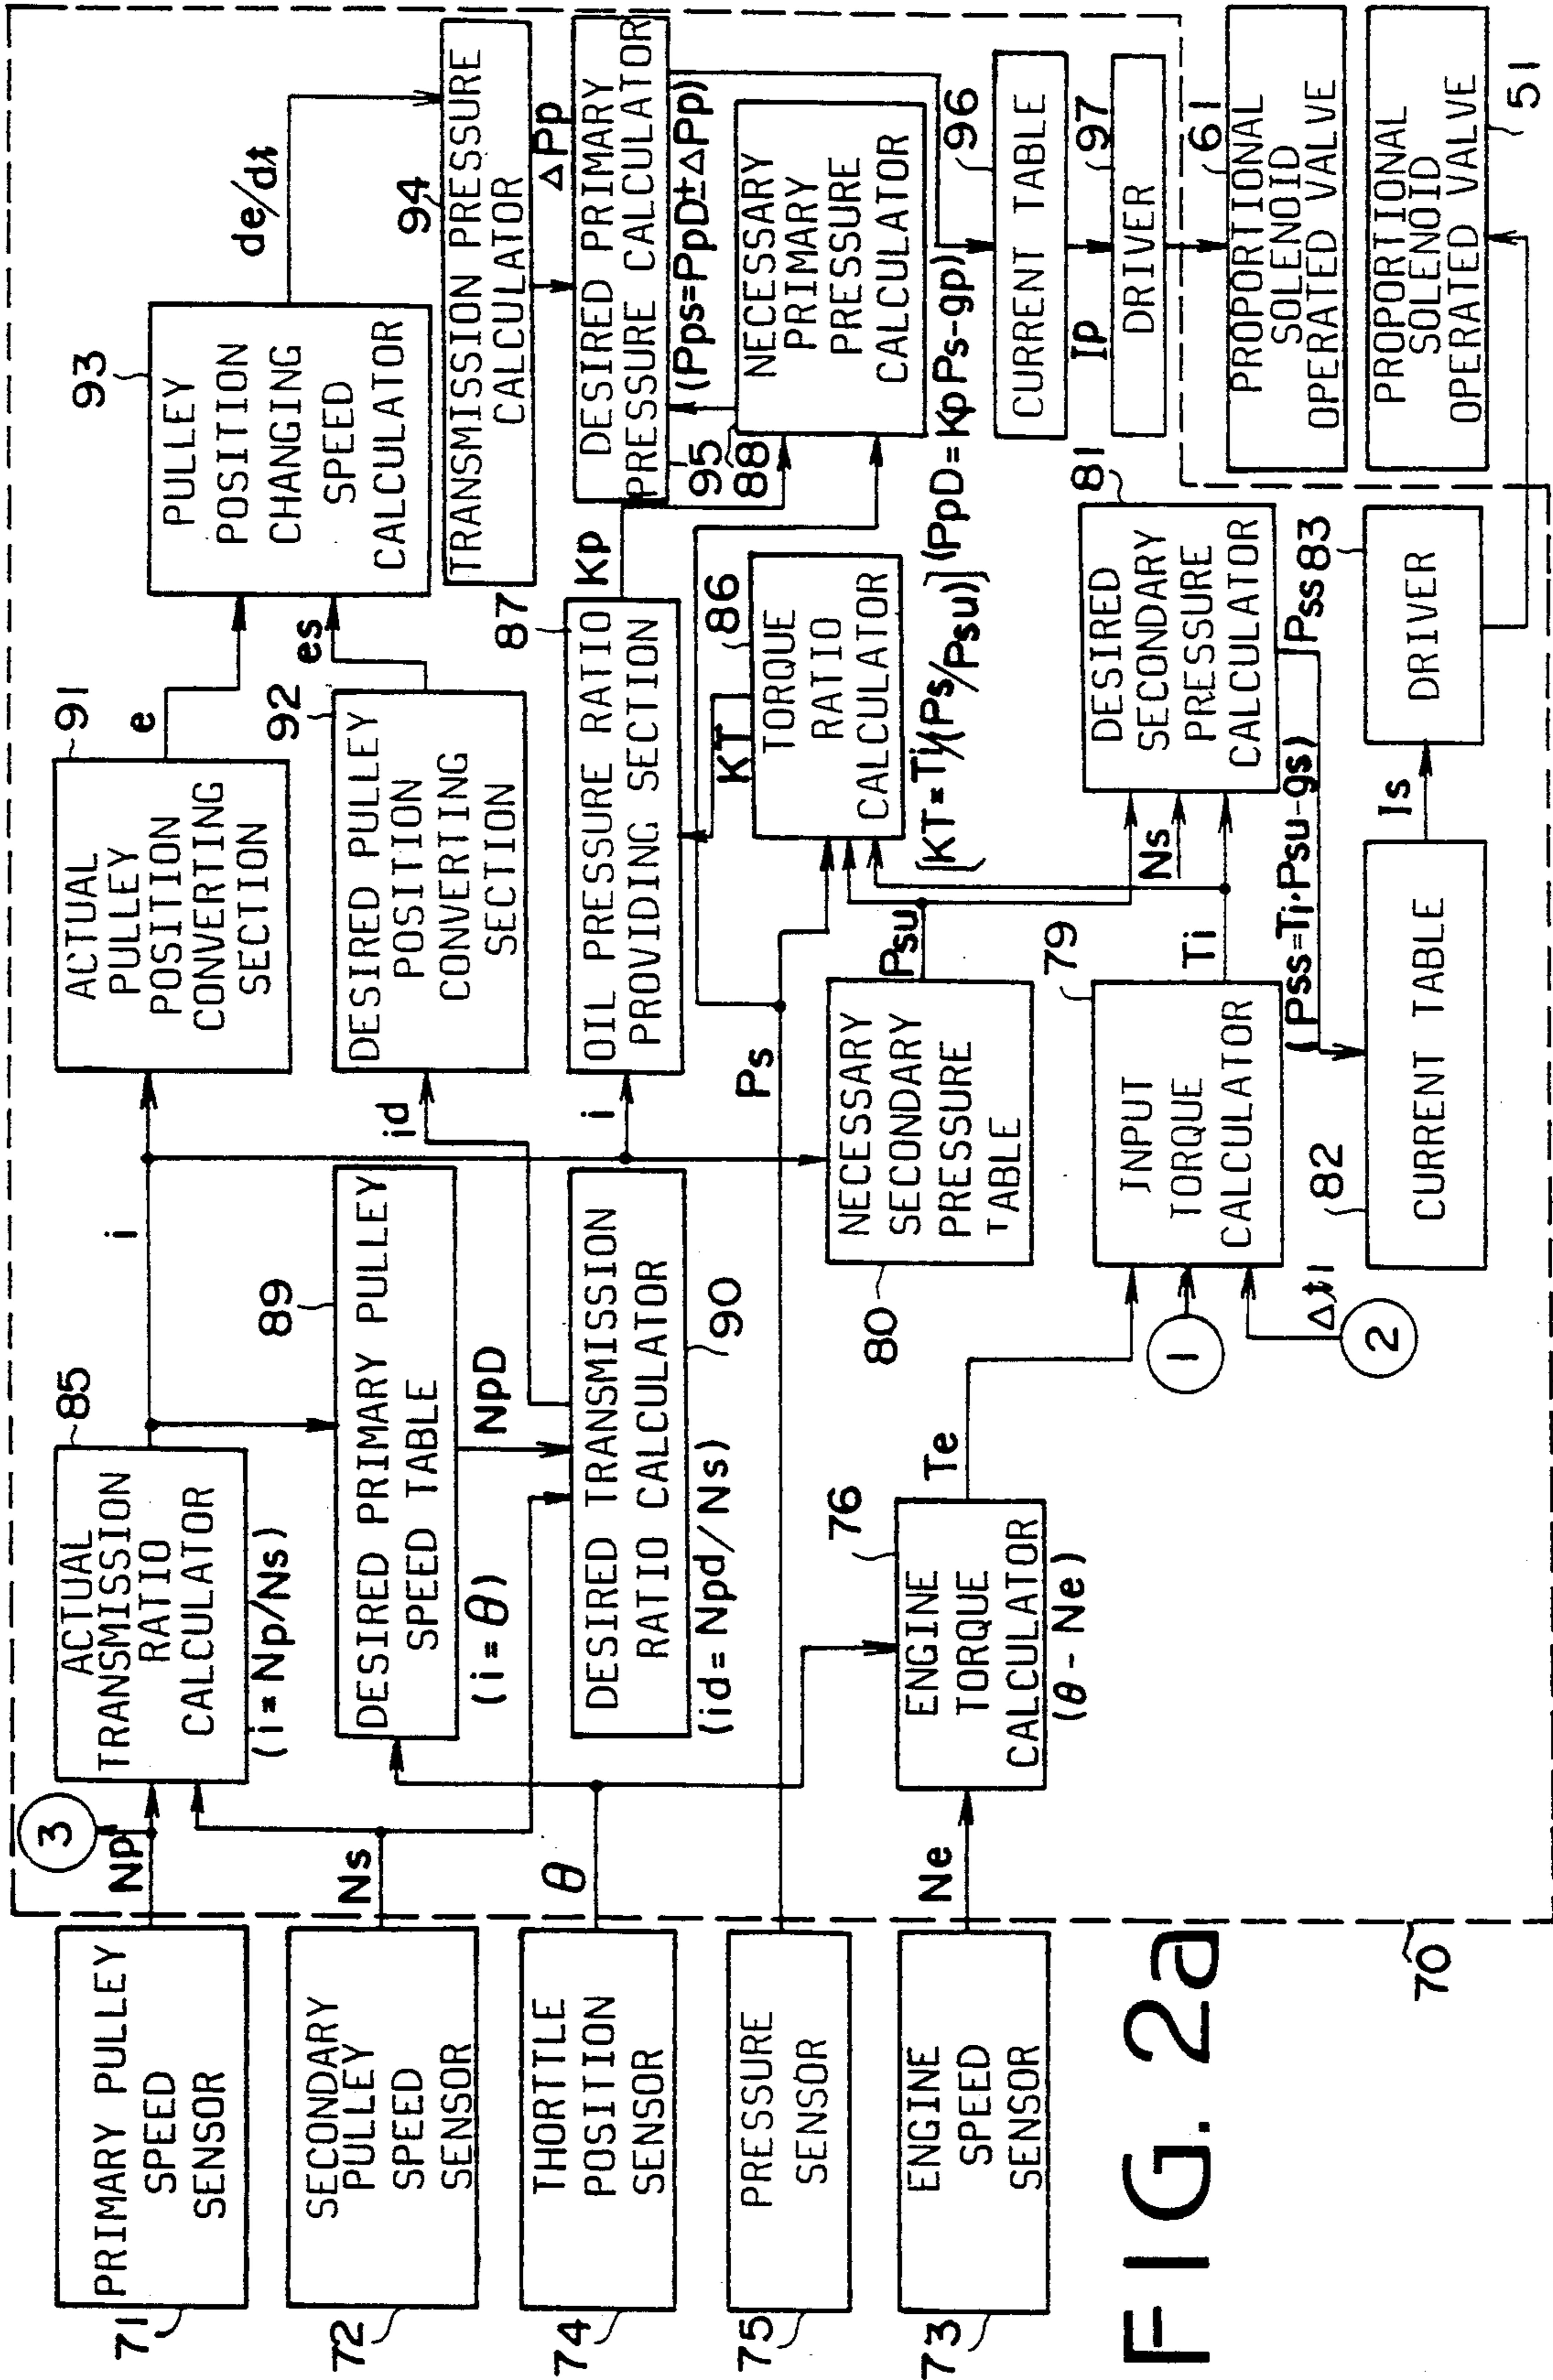 71
PRIMARY PULLEY
SPEED
SENSOR
72
SECONDARY
PULLEY
SPEED
SENSOR
74
THORTTLE
POSITION
SENSOR
75
PRESSURE
SENSOR
73
ENGINE
SPEED
SENSOR
FIG. 2a
70
3
Np
Ns
θ
Ne
85
ACTUAL
TRANSMISSION
RATIO
CALCULATOR
(i=Np/Ns)
i
89
DESIRED PRIMARY PULLEY
SPEED TABLE
(i=θ)
NpD
DESIRED TRANSMISSION
RATIO CALCULATOR
90
(id=Npd/Ns)
id
i
Ps
76
ENGINE
TORQUE
CALCULATOR
(θ-Ne)
Te
1
2
Δt1
91
ACTUAL
PULLEY
POSITION
CONVERTING
SECTION
e
92
DESIRED PULLEY
POSITION
CONVERTING
SECTION
es
87
OIL PRESSURE RATIO
PROVIDING SECTION
Kp
80
NECESSARY
SECONDARY
PRESSURE
TABLE
Psu
79
INPUT
TORQUE
CALCULATOR
Ti
82
CURRENT TABLE
Is
KT
86
TORQUE
RATIO
CALCULATOR
[KT=Ti/(Ps/Psu)]
Ns
81
DESIRED
SECONDARY
PRESSURE
CALCULATOR
Pss
(Pss=Ti·Psu-gs)
83
DRIVER
93
PULLEY
POSITION
CHANGING
SPEED
CALCULATOR
de/dt
94
TRANSMISSION PRESSURE
CALCULATOR
ΔPp
DESIRED PRIMARY
PRESSURE CALCULATOR
95
(Pps=PpD±ΔPp)
88
NECESSARY
PRIMARY
PRESSURE
CALCULATOR
(PpD=KpPs-gp)
96
CURRENT TABLE
Ip
97
DRIVER
61
PROPORTIONAL
SOLENOID
OPERATED VALVE
PROPORTIONAL
SOLENOID
OPERATED VALVE
51